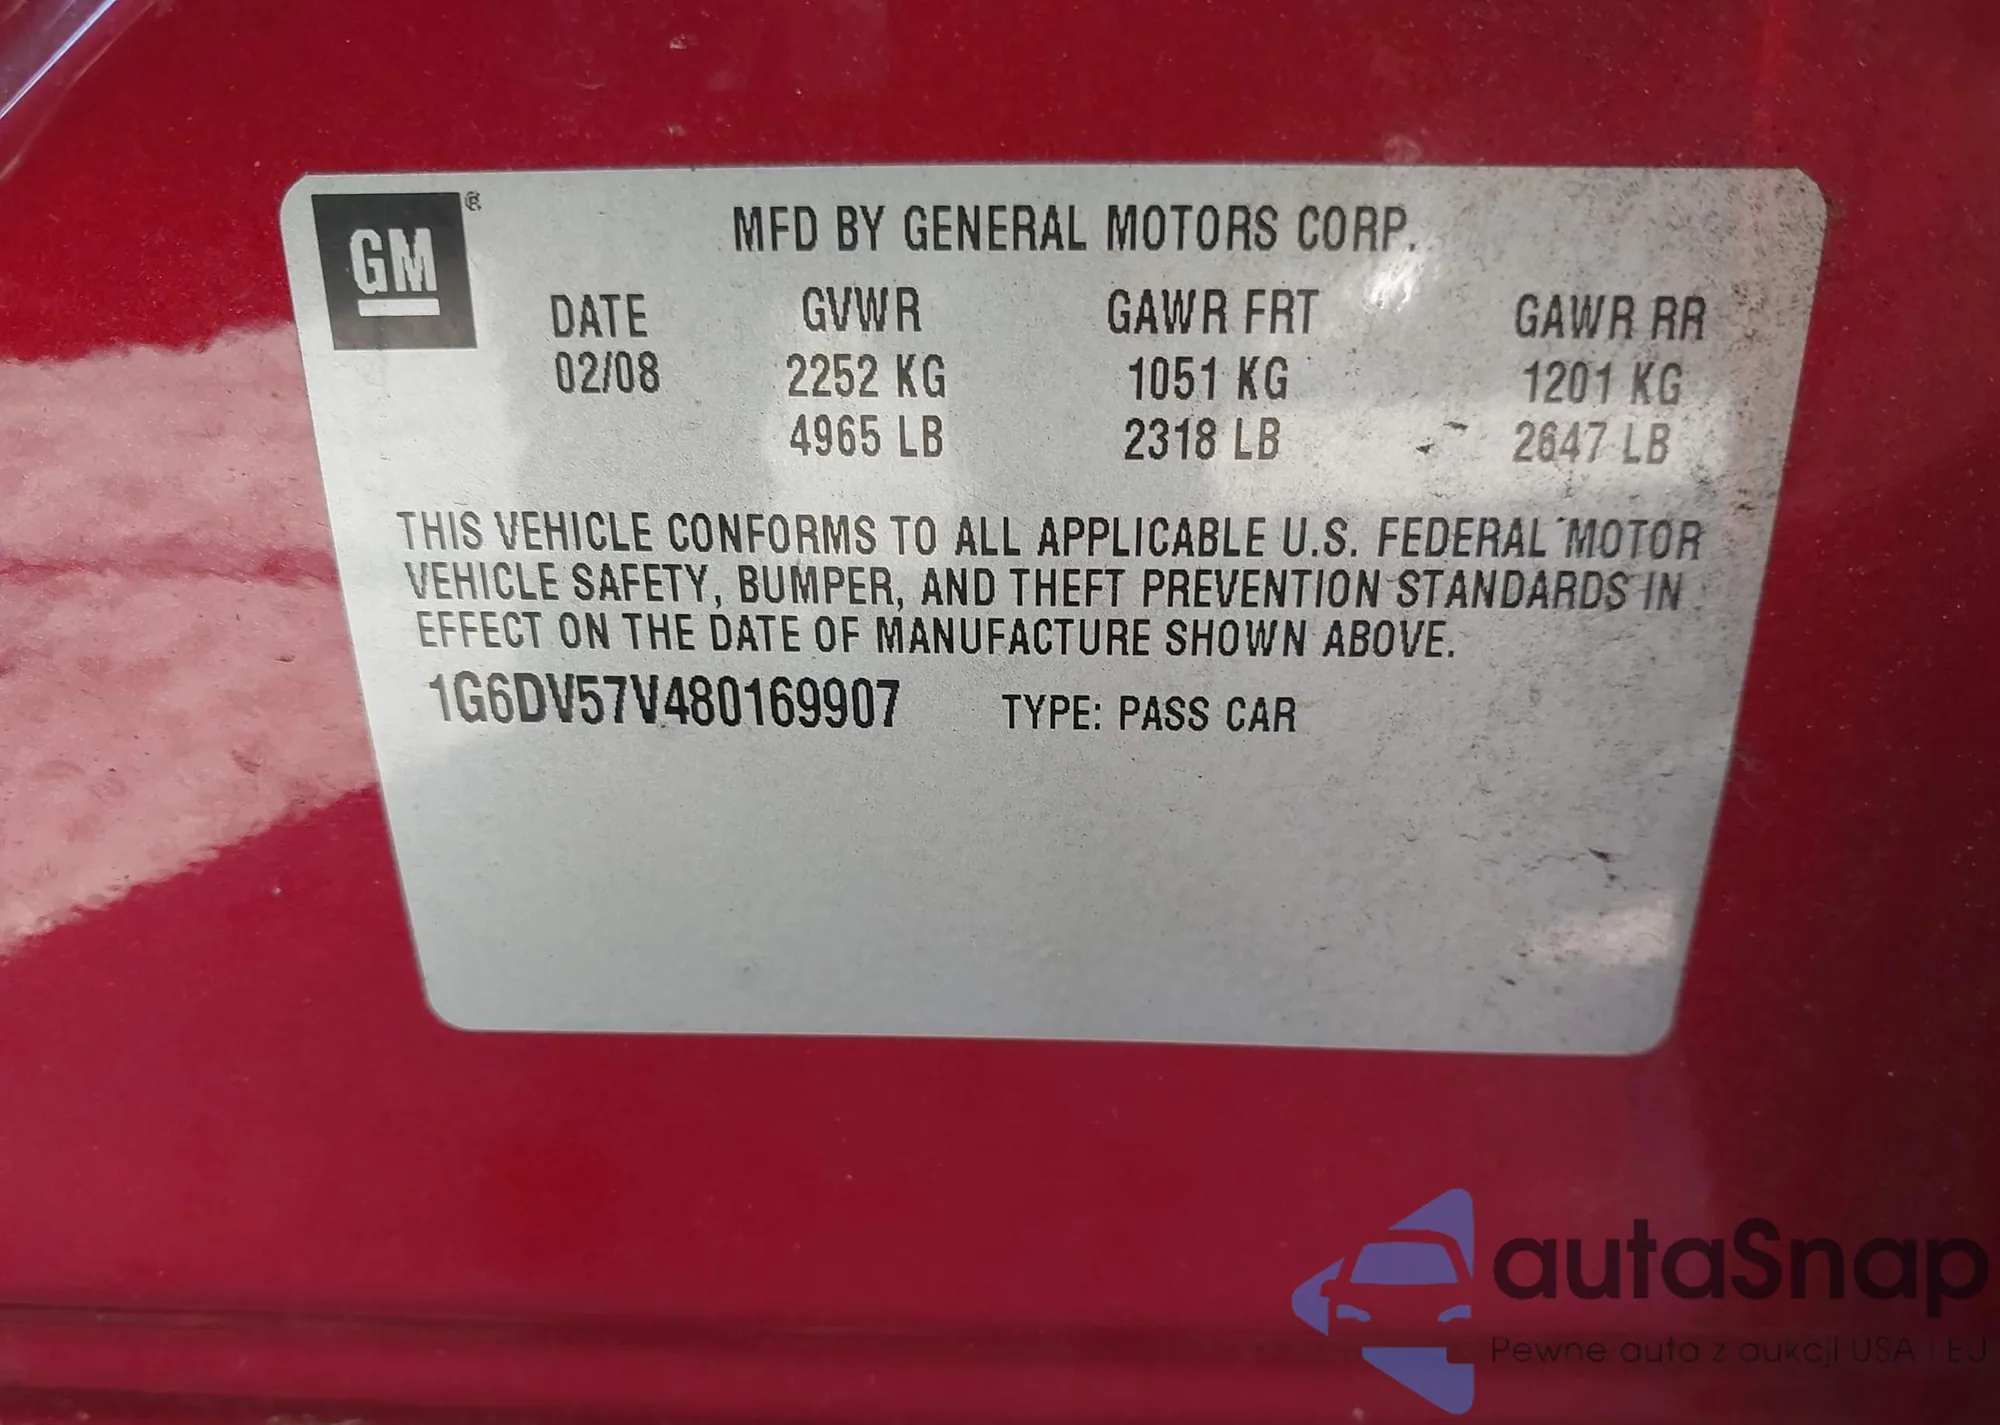 GM ®
MFD BY GENERAL MOTORS CORP.
DATE GVWR GAWR FRT GAWR RR
02/08 2252 KG 1051 KG 1201 KG
4965 LB 2318 LB 2647 LB
THIS VEHICLE CONFORMS TO ALL APPLICABLE U.S. FEDERAL MOTOR
VEHICLE SAFETY, BUMPER, AND THEFT PREVENTION STANDARDS IN
EFFECT ON THE DATE OF MANUFACTURE SHOWN ABOVE.
1G6DV57V480169907 TYPE: PASS CAR
autaSnap
Pewne auta z aukcji USA i EU